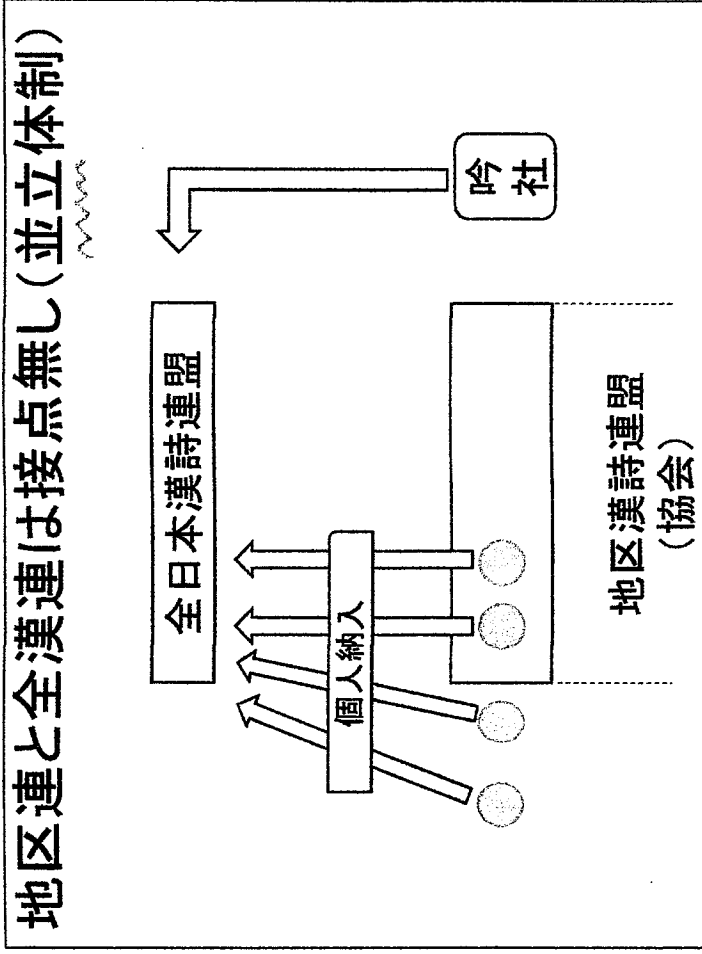 地区連と全漢連は接点無し(並立体制)
全日本漢詩連盟
個人納入
吟
社
地区漢詩連盟
(協会)